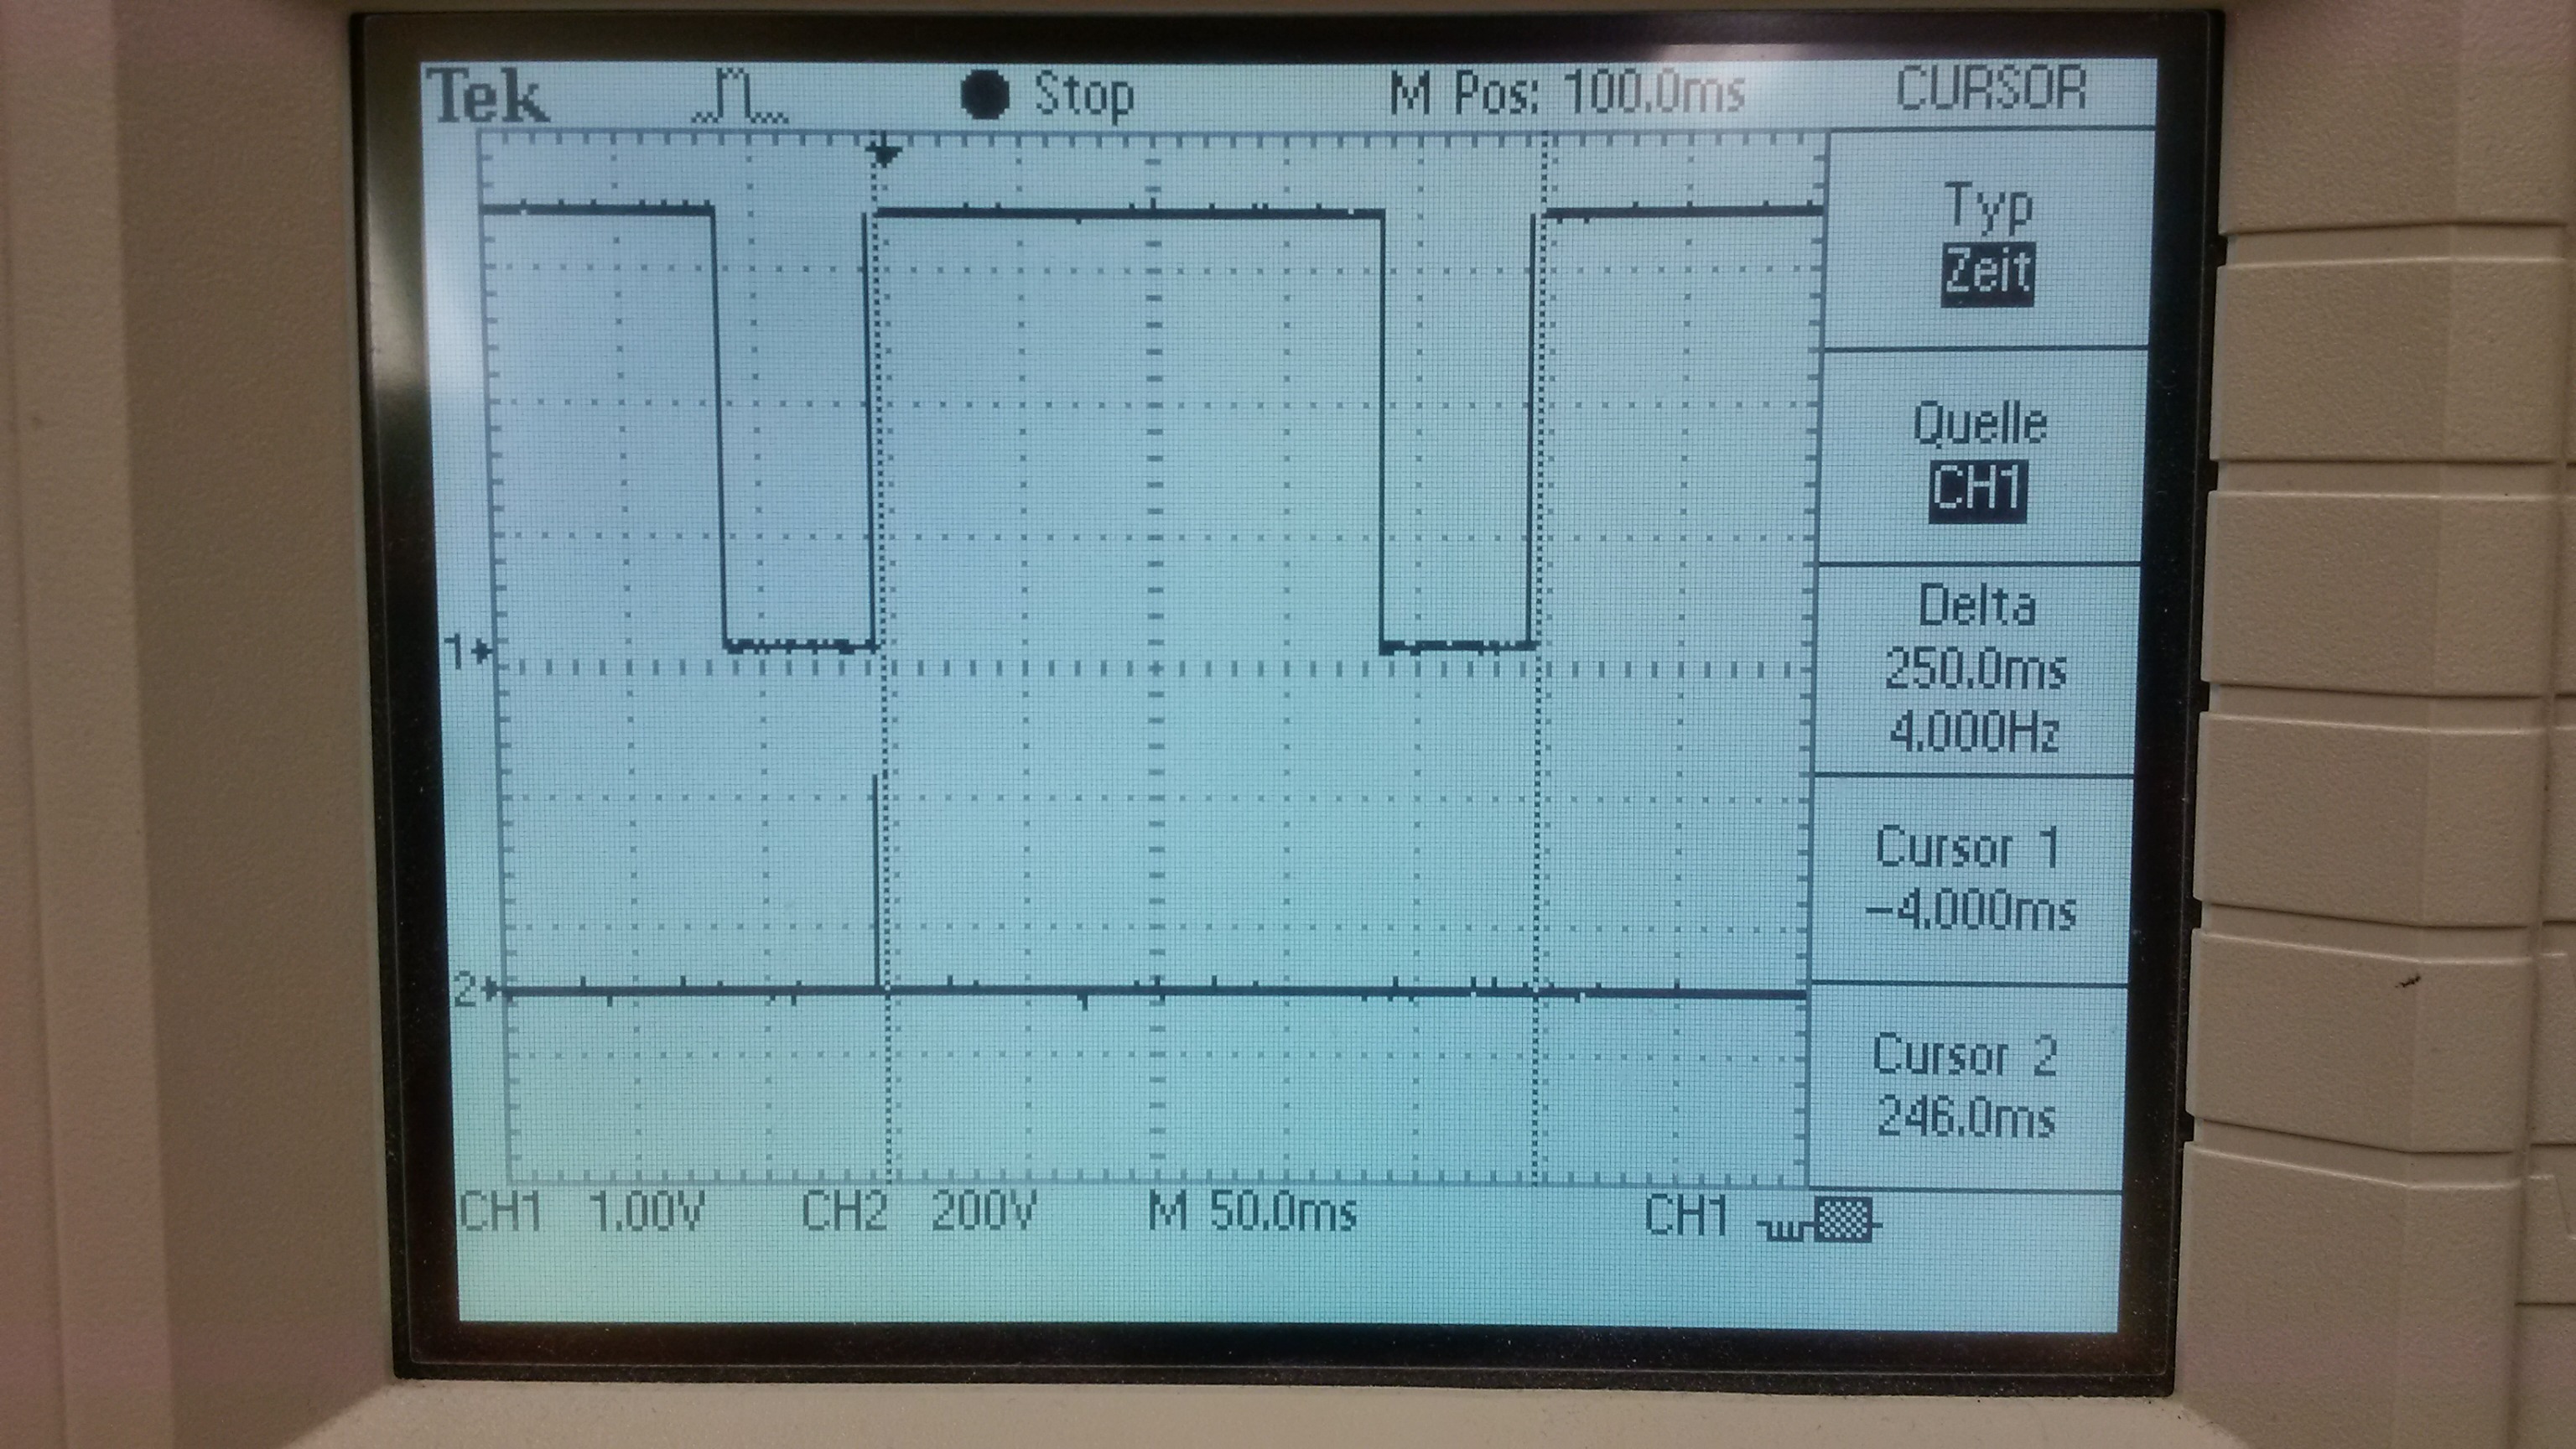 Tek Stop M Pos: 100.0ms CURSOR
Typ
Zeit
Quelle
CH1
1
Delta
250.0ms
4.000Hz
Cursor 1
-4.000ms
2
Cursor 2
246.0ms
CH1 1.00V CH2 200V M 50.0ms CH1